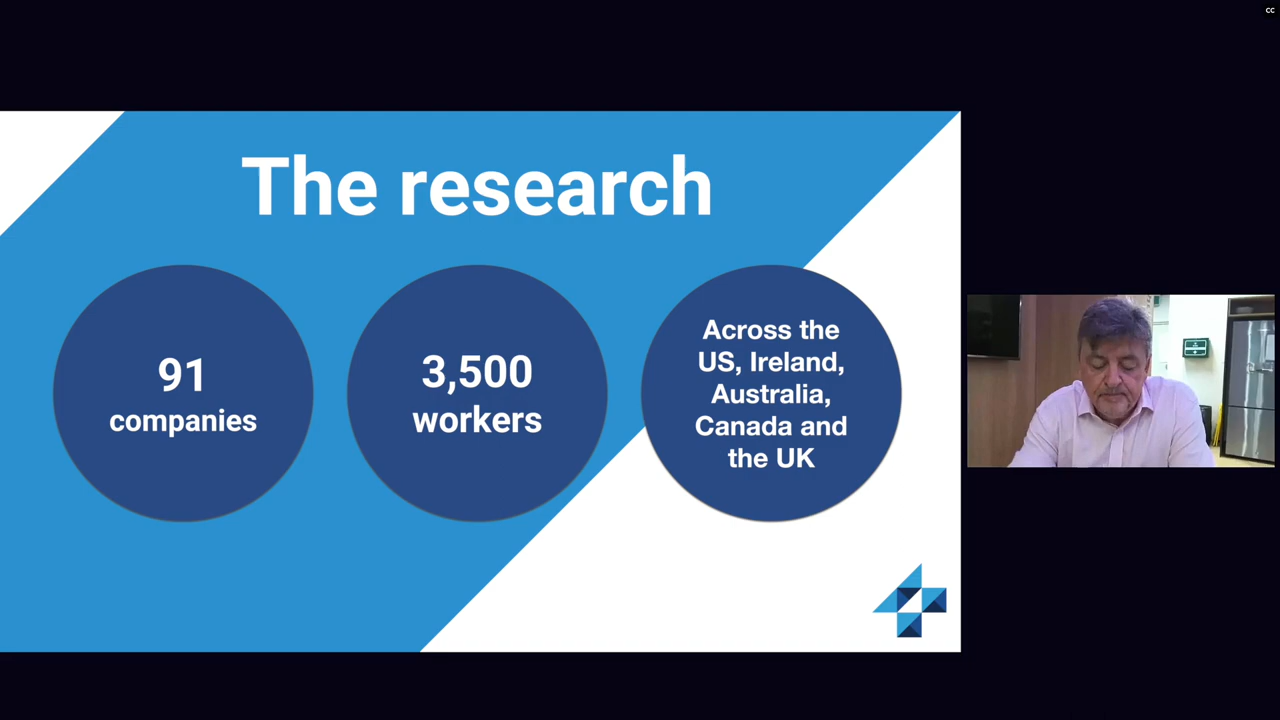 CC
The research
91
companies
3,500
workers
Across the
US, Ireland,
Australia,
Canada and
the UK